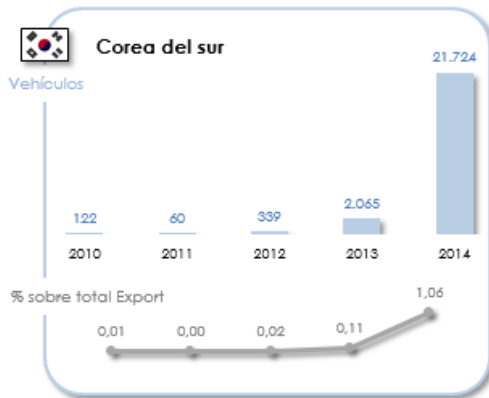 Corea del sur
Vehículos
21.724
2.065
339
122
60
2010 2011 2012 2013 2014
% sobre total Export
1,06
0,11
0,02
0,01 0,00